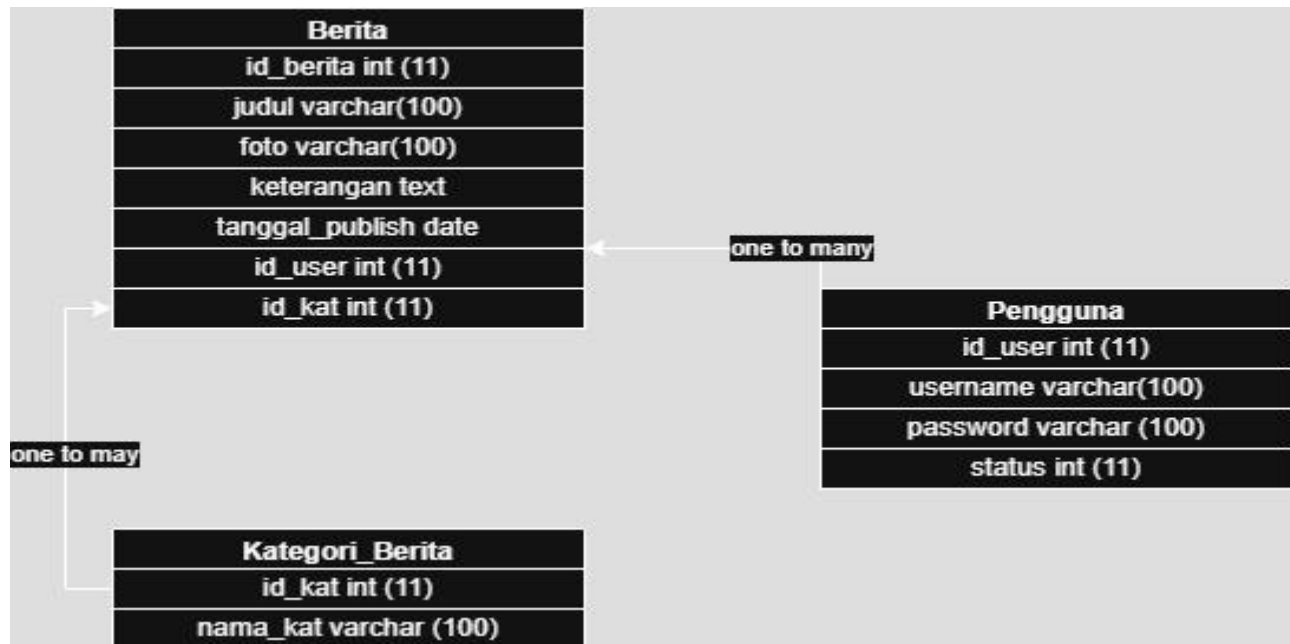 Berita
id_berita int (11)
judul varchar(100)
foto varchar(100)
keterangan text
tanggal_publish date
id_user int (11)
id_kat int (11)
one to many
Pengguna
id_user int (11)
username varchar(100)
password varchar (100)
status int (11)
one to may
Kategori_Berita
id_kat int (11)
nama_kat varchar (100)